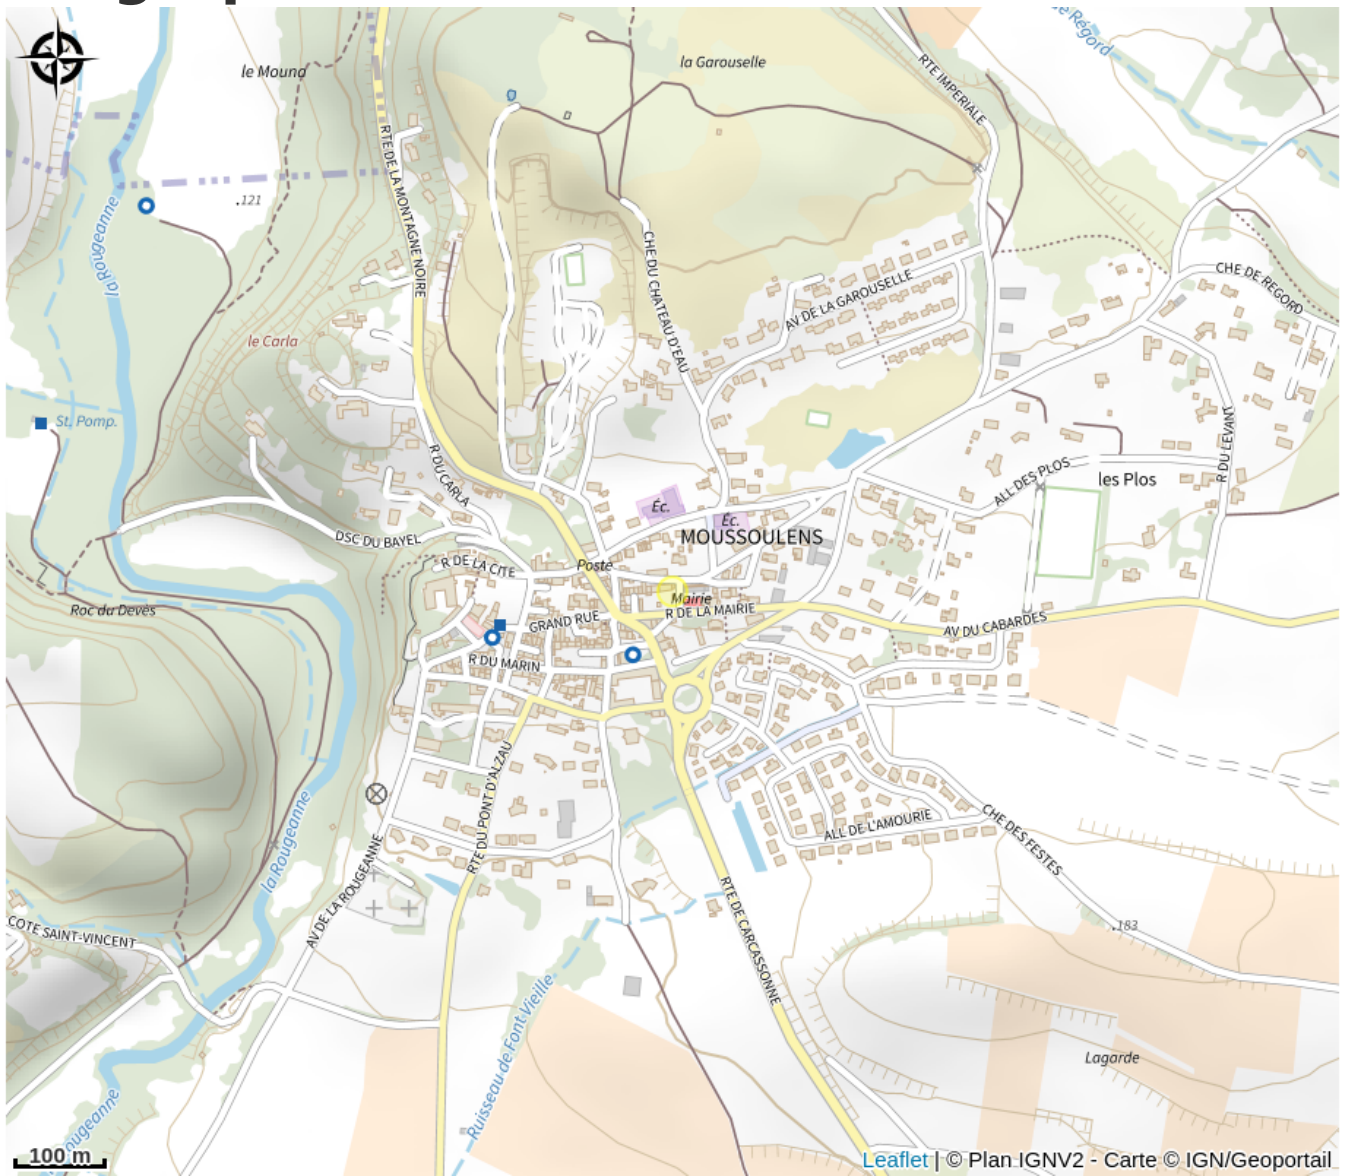 de Régord
le Mouna
la Garouselle
RTE IMPERIALE
RTE DE LA MONTAGNE NOIRE
.121
la Rougeanne
CHE DU CHATEAU D'EAU
AV DE LA GAROUSELLE
CHE DE REGORD
le Carla
St. Pomp.
R DU CARLA
R DU LEVANT
ALL DES PLOS
les Plos
Éc.
Éc.
MOUSSOULENS
DSC DU BAYEL
R DE LA CITE
Poste
Mairie
Roc du Devès
GRAND RUE
R DE LA MAIRIE
AV DU CABARDES
R DU MARIN
RTE DU PONT D'ALZAU
la Rougeanne
ALL DE L'AMOURIE
CHE DES FESTES
AV DE LA ROUGEANNE
RTE DE CARCASSONNE
COTE SAINT-VINCENT
.183
Ruisseau de Font Vieille
Lagarde
Rougeanne
100 m
Leaflet | © Plan IGNV2 - Carte © IGN/Geoportail